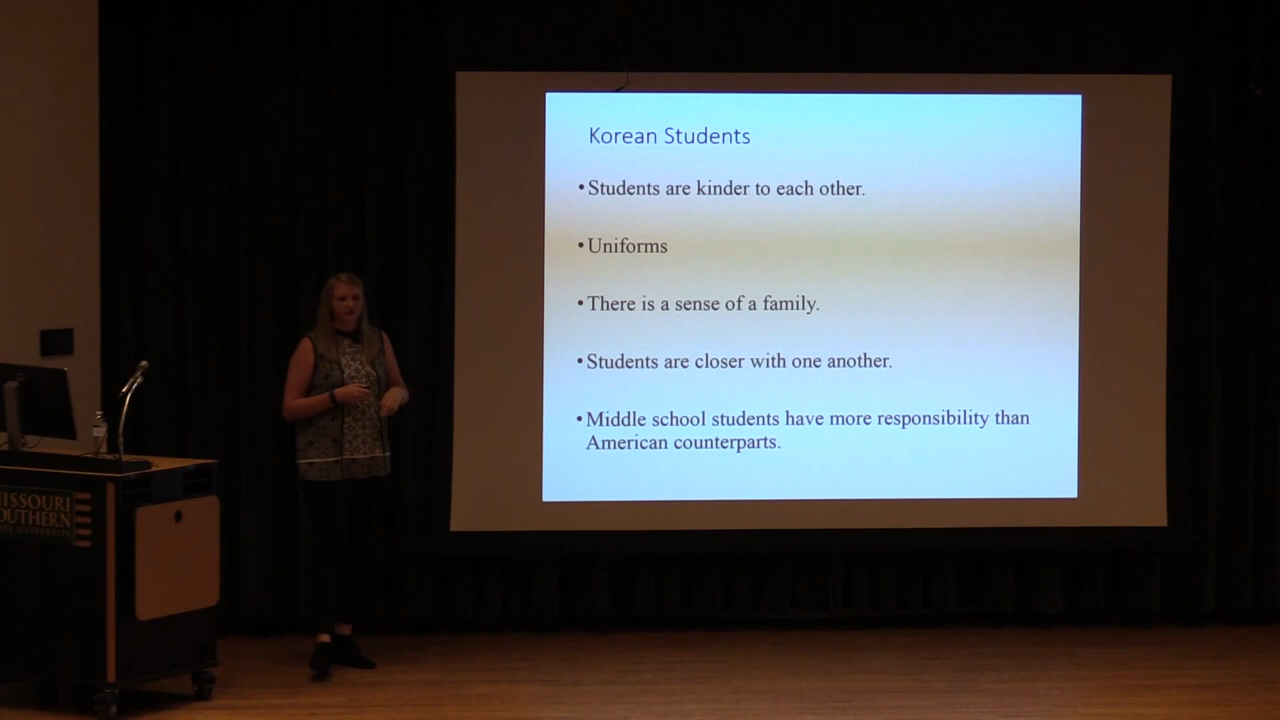 Korean Students
•Students are kinder to each other.
•Uniforms
•There is a sense of a family.
•Students are closer with one another.
•Middle school students have more responsibility than
American counterparts.
MISSOURI
SOUTHERN
STATE UNIVERSITY